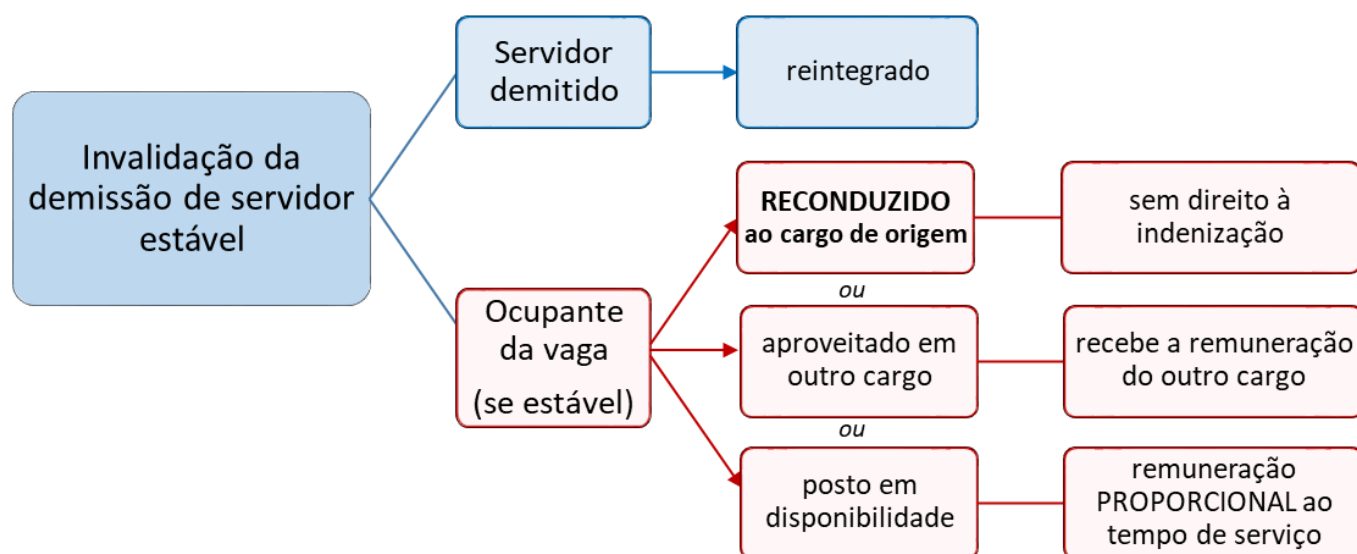 Invalidação da
demissão de servidor
estável
Servidor
demitido
reintegrado
Ocupante
da vaga
(se estável)
RECONDUZIDO
ao cargo de origem
sem direito à
indenização
ou
aproveitado em
outro cargo
recebe a remuneração
do outro cargo
ou
posto em
disponibilidade
remuneração
PROPORCIONAL ao
tempo de serviço